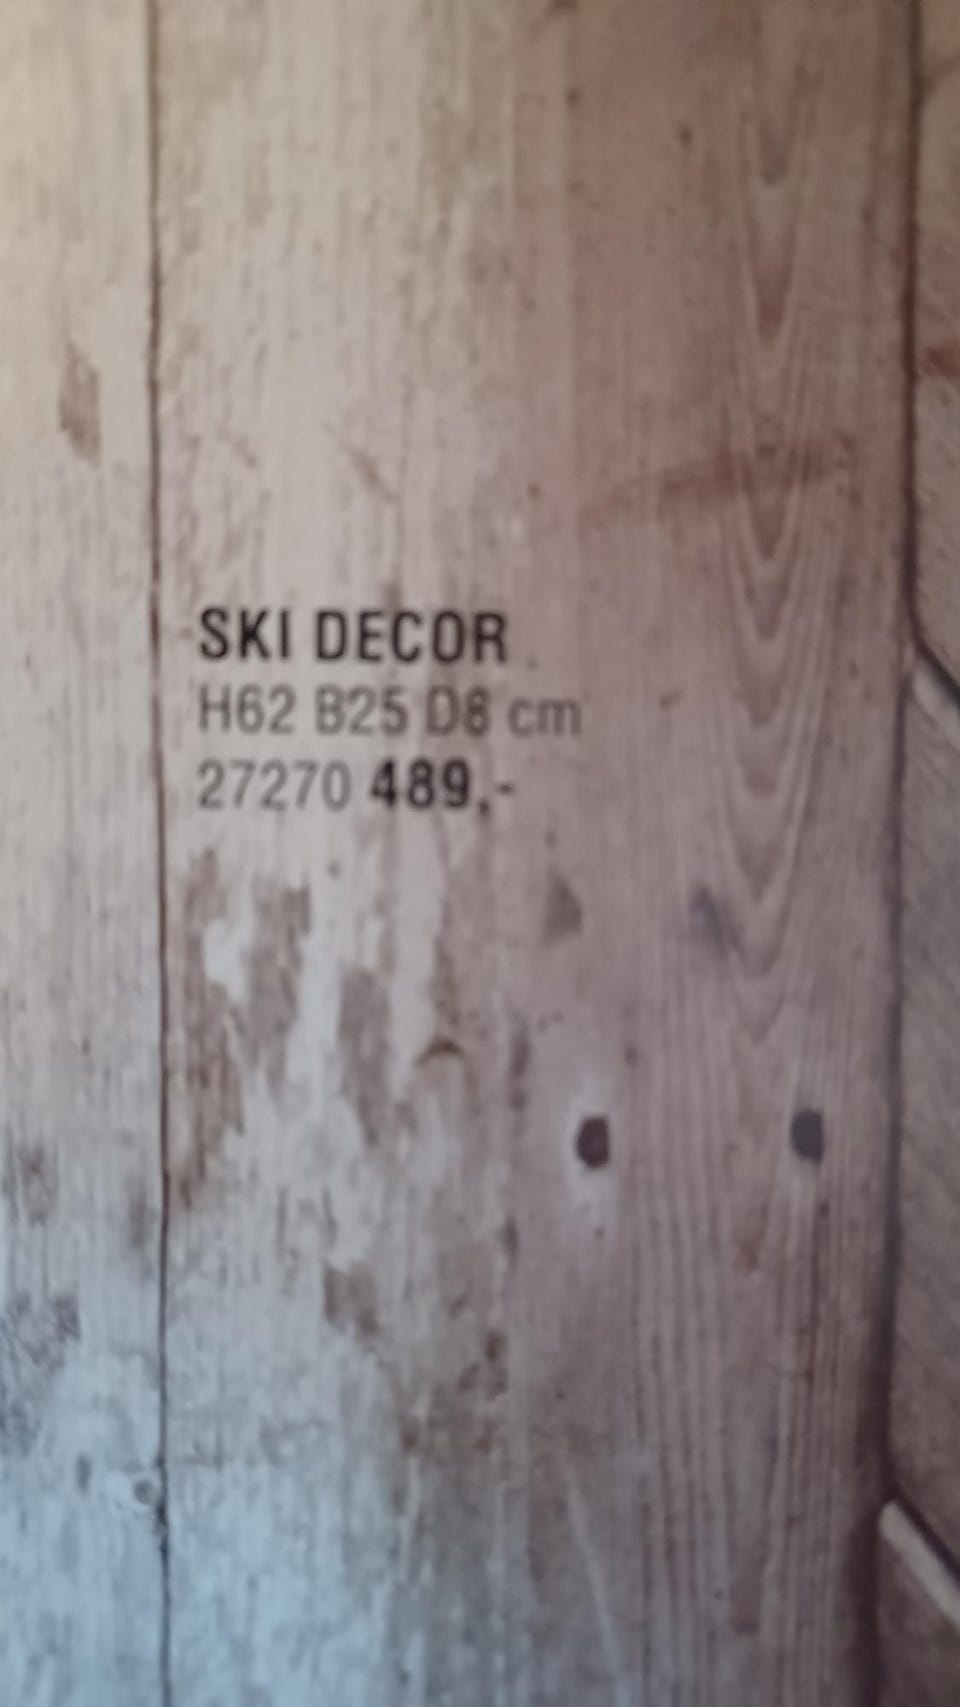 SKI DECOR
H62 B25 D8 cm
27270 489,-